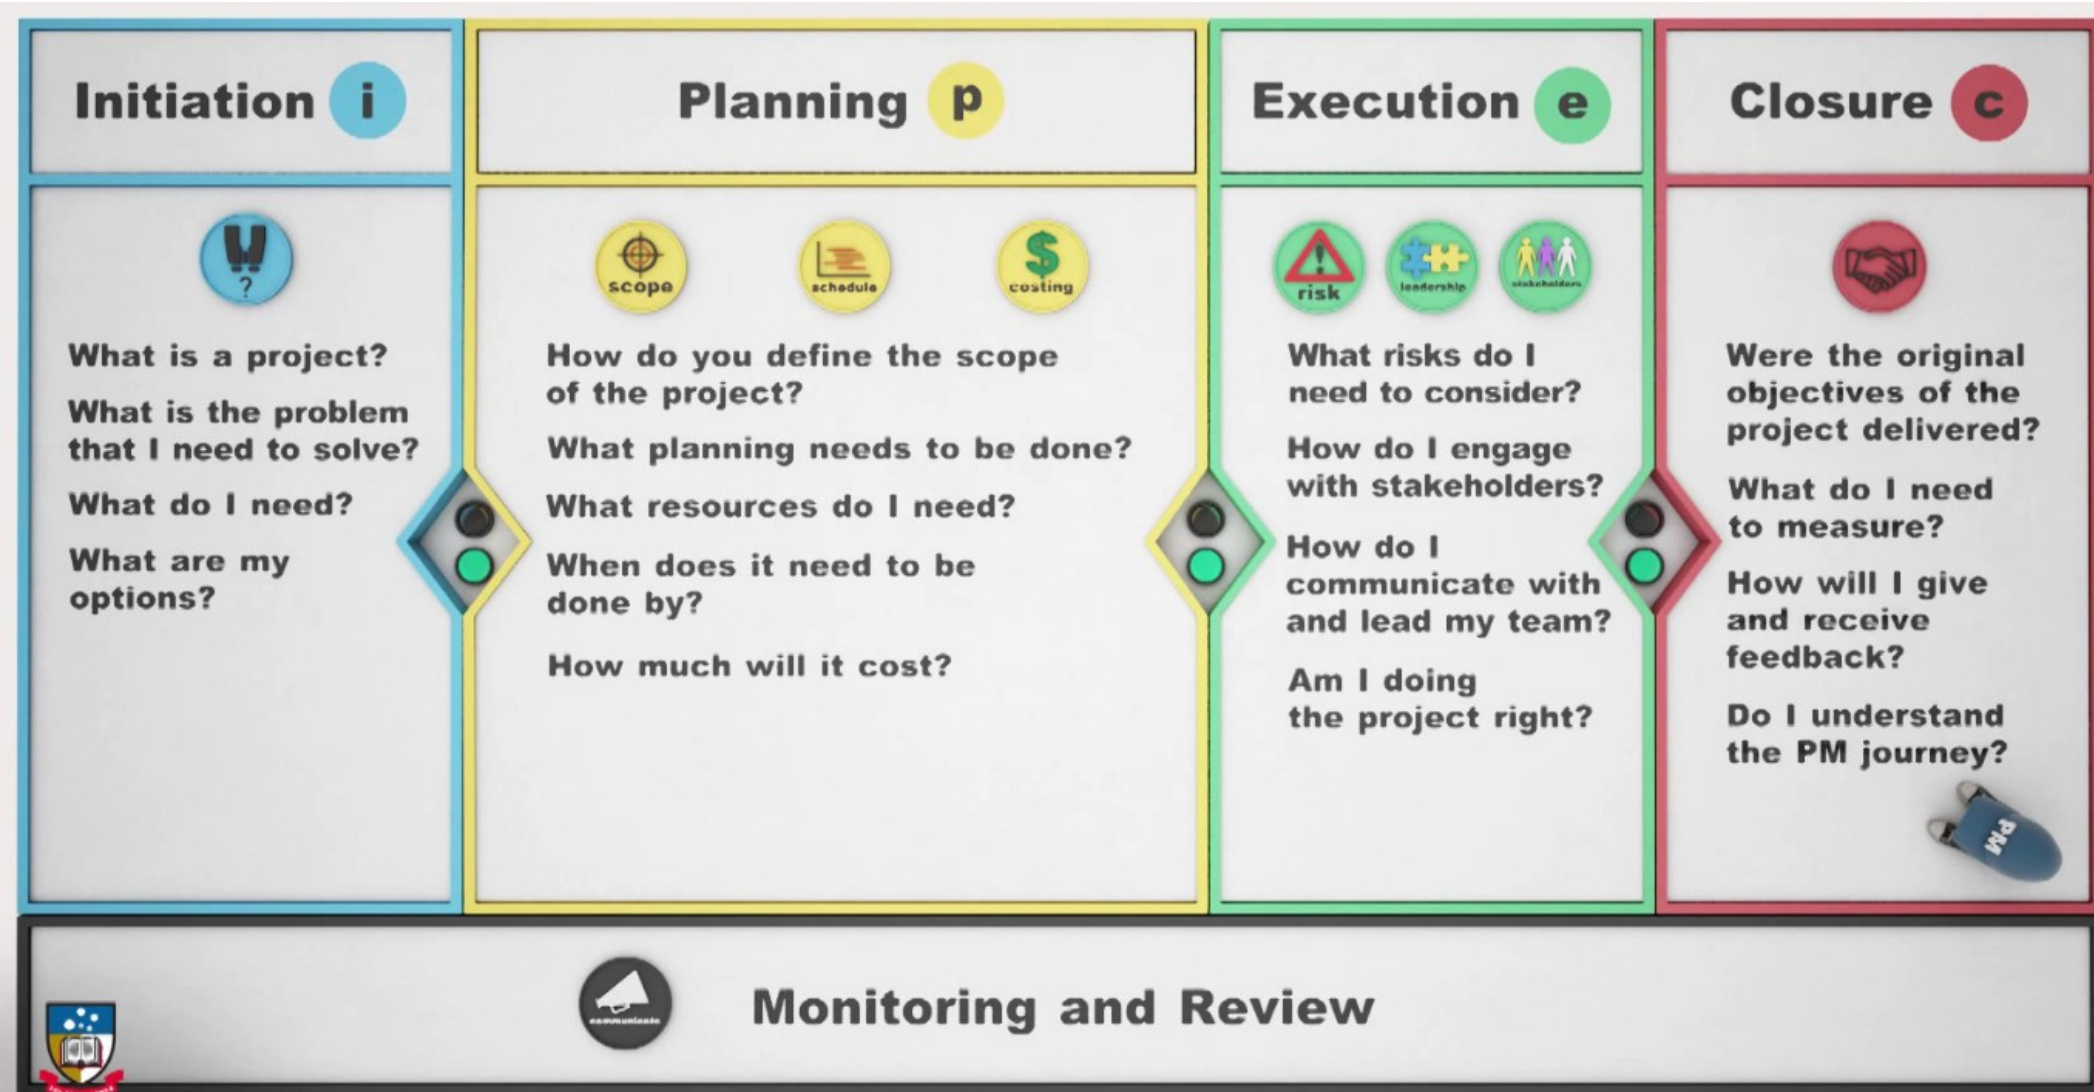 Initiation i
What is a project?
What is the problem
that I need to solve?
What do I need?
What are my
options?
Planning p
scope
schedule
costing
How do you define the scope
of the project?
What planning needs to be done?
What resources do I need?
When does it need to be
done by?
How much will it cost?
Execution e
risk
leadership
stakeholders
What risks do I
need to consider?
How do I engage
with stakeholders?
How do I
communicate with
and lead my team?
Am I doing
the project right?
Closure c
Were the original
objectives of the
project delivered?
What do I need
to measure?
How will I give
and receive
feedback?
Do I understand
the PM journey?
PM
communicate
Monitoring and Review